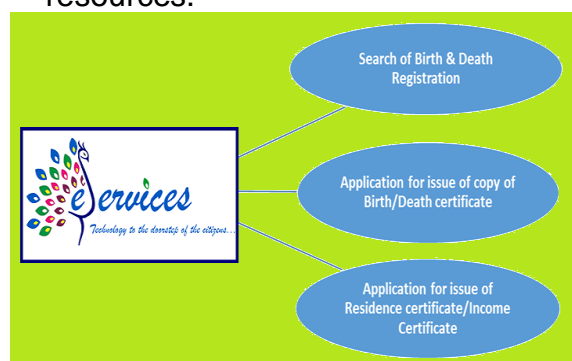 resources.
Search of Birth & Death
Registration
eServices
Technology to the doorstep of the citizens...
Application for issue of copy of
Birth/Death certificate
Application for issue of
Residence certificate/Income
Certificate